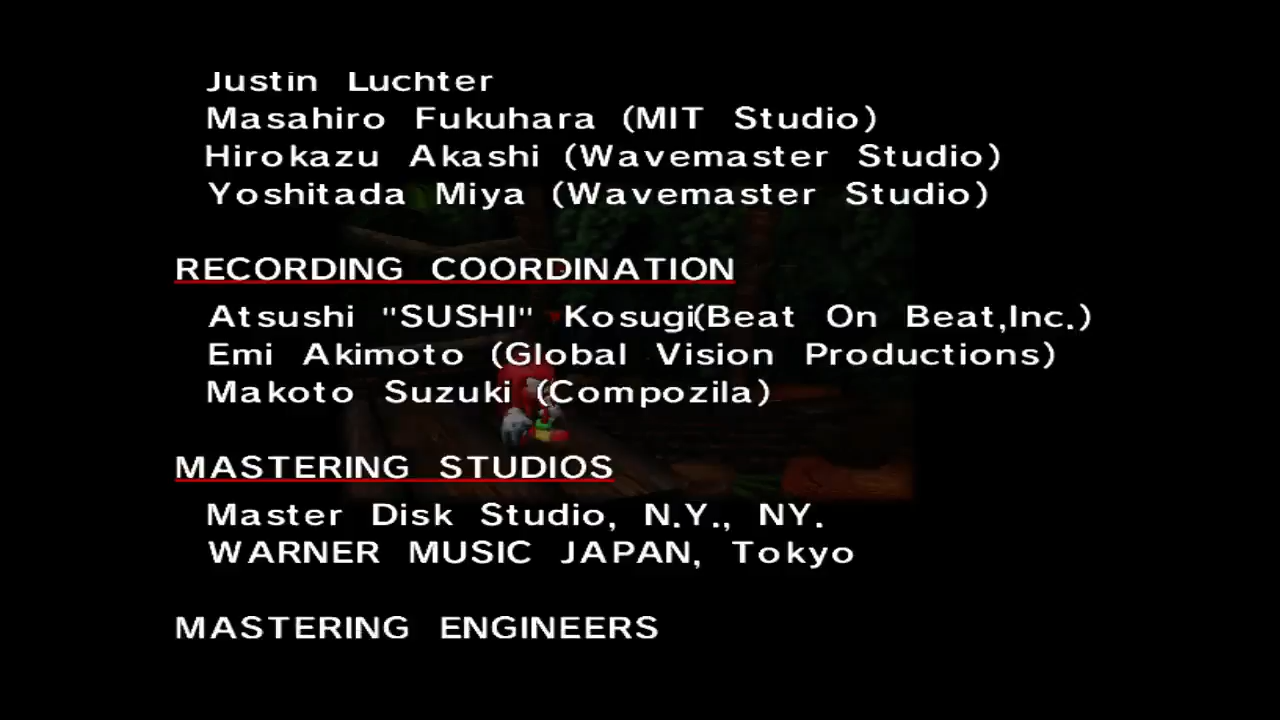 Justin Luchter
Masahiro Fukuhara (MIT Studio)
Hirokazu Akashi (Wavemaster Studio)
Yoshitada Miya (Wavemaster Studio)
RECORDING COORDINATION
Atsushi "SUSHI" Kosugi(Beat On Beat,Inc.)
Emi Akimoto (Global Vision Productions)
Makoto Suzuki (Compozila)
MASTERING STUDIOS
Master Disk Studio, N.Y., NY.
WARNER MUSIC JAPAN, Tokyo
MASTERING ENGINEERS